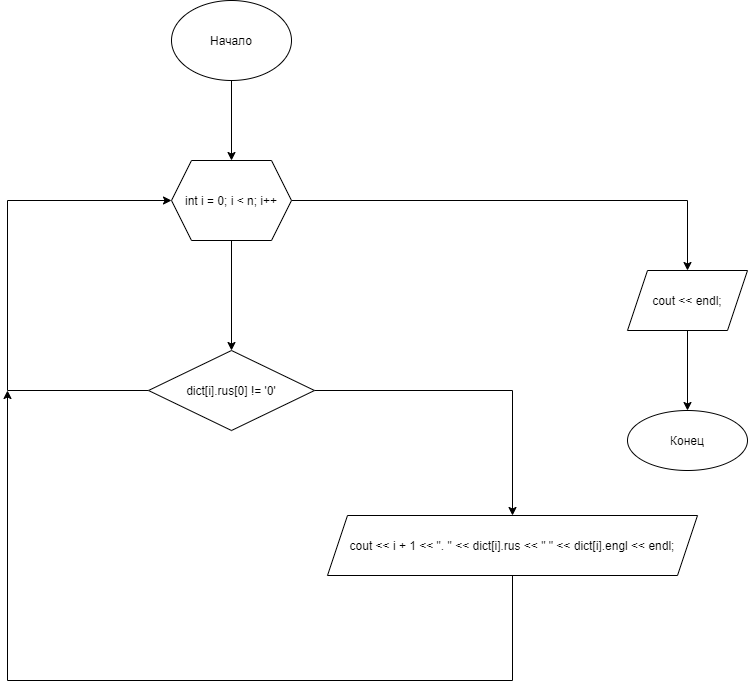 Начало
int i = 0; i < n; i++
cout << endl;
dict[i].rus[0] != '0'
Конец
cout << i + 1 << ". " << dict[i].rus << " " << dict[i].engl << endl;